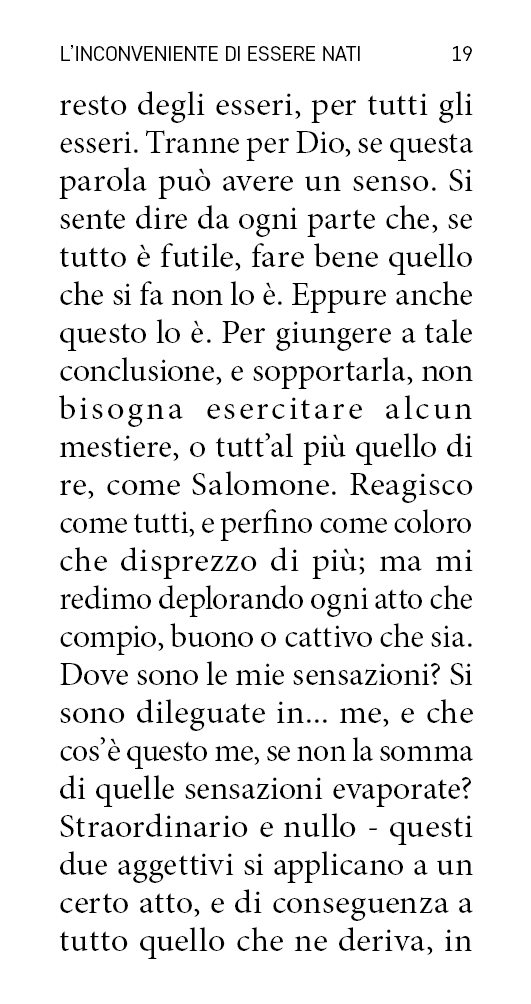 L'INCONVENIENTE DI ESSERE NATI 19
resto degli esseri, per tutti gli
esseri. Tranne per Dio, se questa
parola può avere un senso. Si
sente dire da ogni parte che, se
tutto è futile, fare bene quello
che si fa non lo è. Eppure anche
questo lo è. Per giungere a tale
conclusione, e sopportarla, non
bisogna esercitare alcun
mestiere, o tutt’al più quello di
re, come Salomone. Reagisco
come tutti, e perfino come coloro
che disprezzo di più; ma mi
redimo deplorando ogni atto che
compio, buono o cattivo che sia.
Dove sono le mie sensazioni? Si
sono dileguate in... me, e che
cos’è questo me, se non la somma
di quelle sensazioni evaporate?
Straordinario e nullo - questi
due aggettivi si applicano a un
certo atto, e di conseguenza a
tutto quello che ne deriva, in